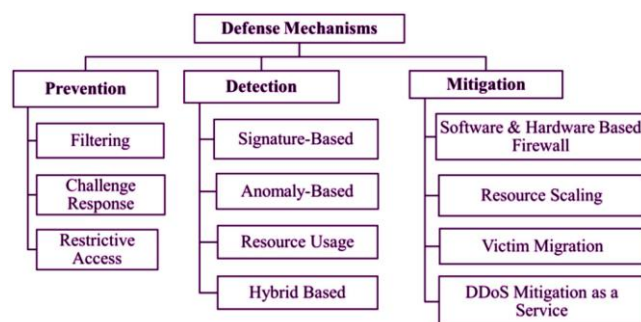 Defense Mechanisms
Prevention
Filtering
Challenge
Response
Restrictive
Access
Detection
Signature-Based
Anomaly-Based
Resource Usage
Hybrid Based
Mitigation
Software & Hardware Based
Firewall
Resource Scaling
Victim Migration
DDoS Mitigation as a
Service